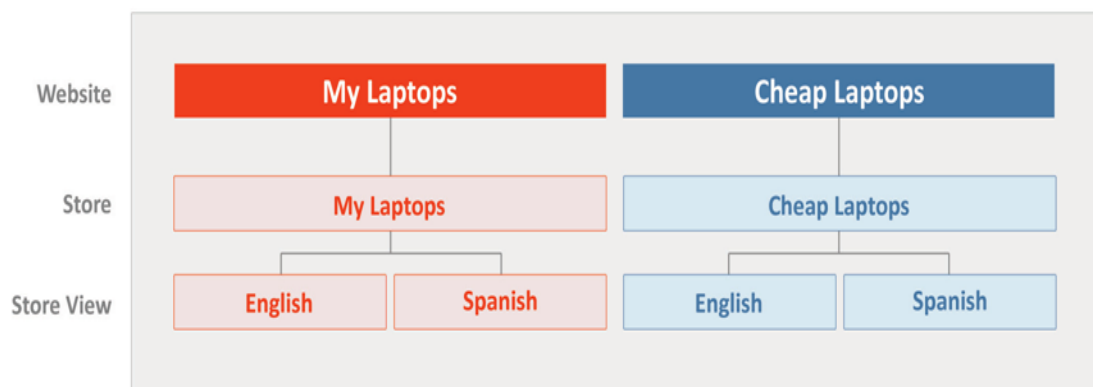 Website
My Laptops
Cheap Laptops
Store
My Laptops
Cheap Laptops
Store View
English
Spanish
English
Spanish